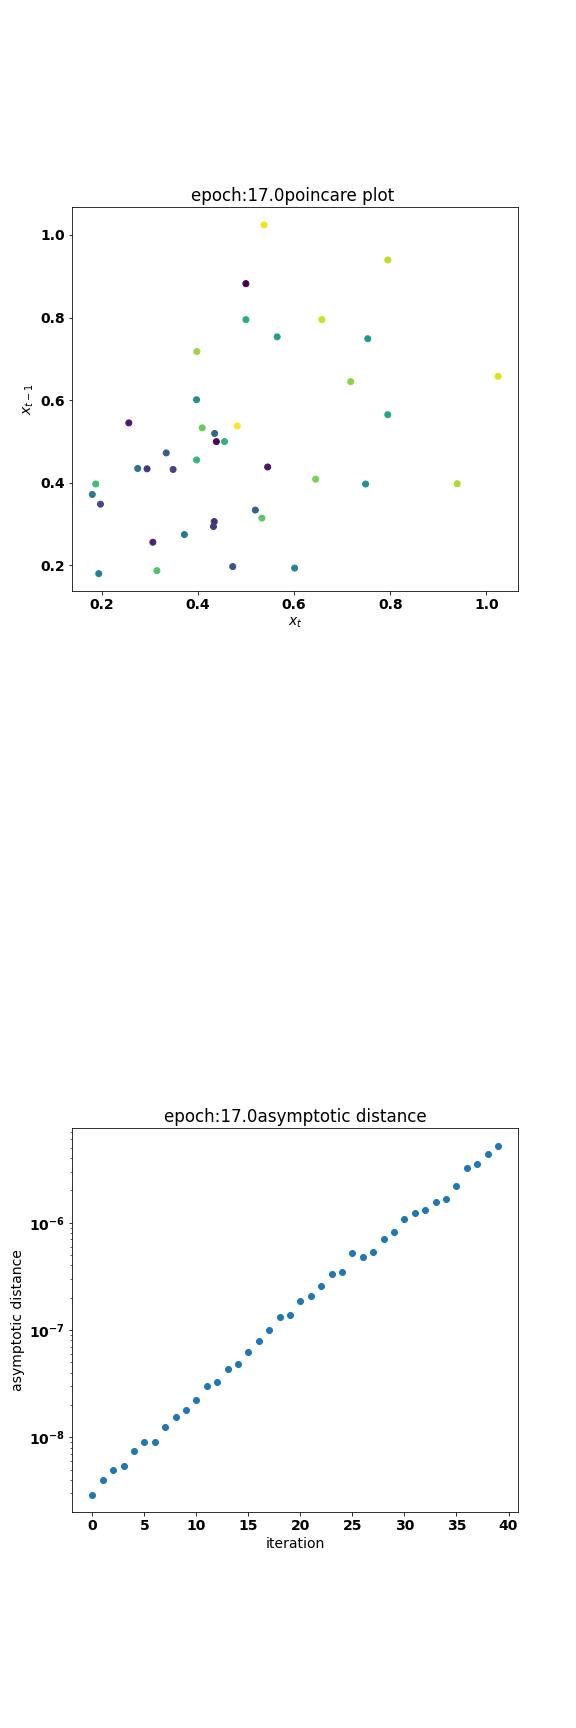 epoch:17.0poincare plot
1.0
0.8
0.6
0.4
0.2
x_{t-1}
0.2 0.4 0.6 0.8 1.0
x_t
epoch:17.0asymptotic distance
10^{-6}
10^{-7}
10^{-8}
asymptotic distance
0 5 10 15 20 25 30 35 40
iteration